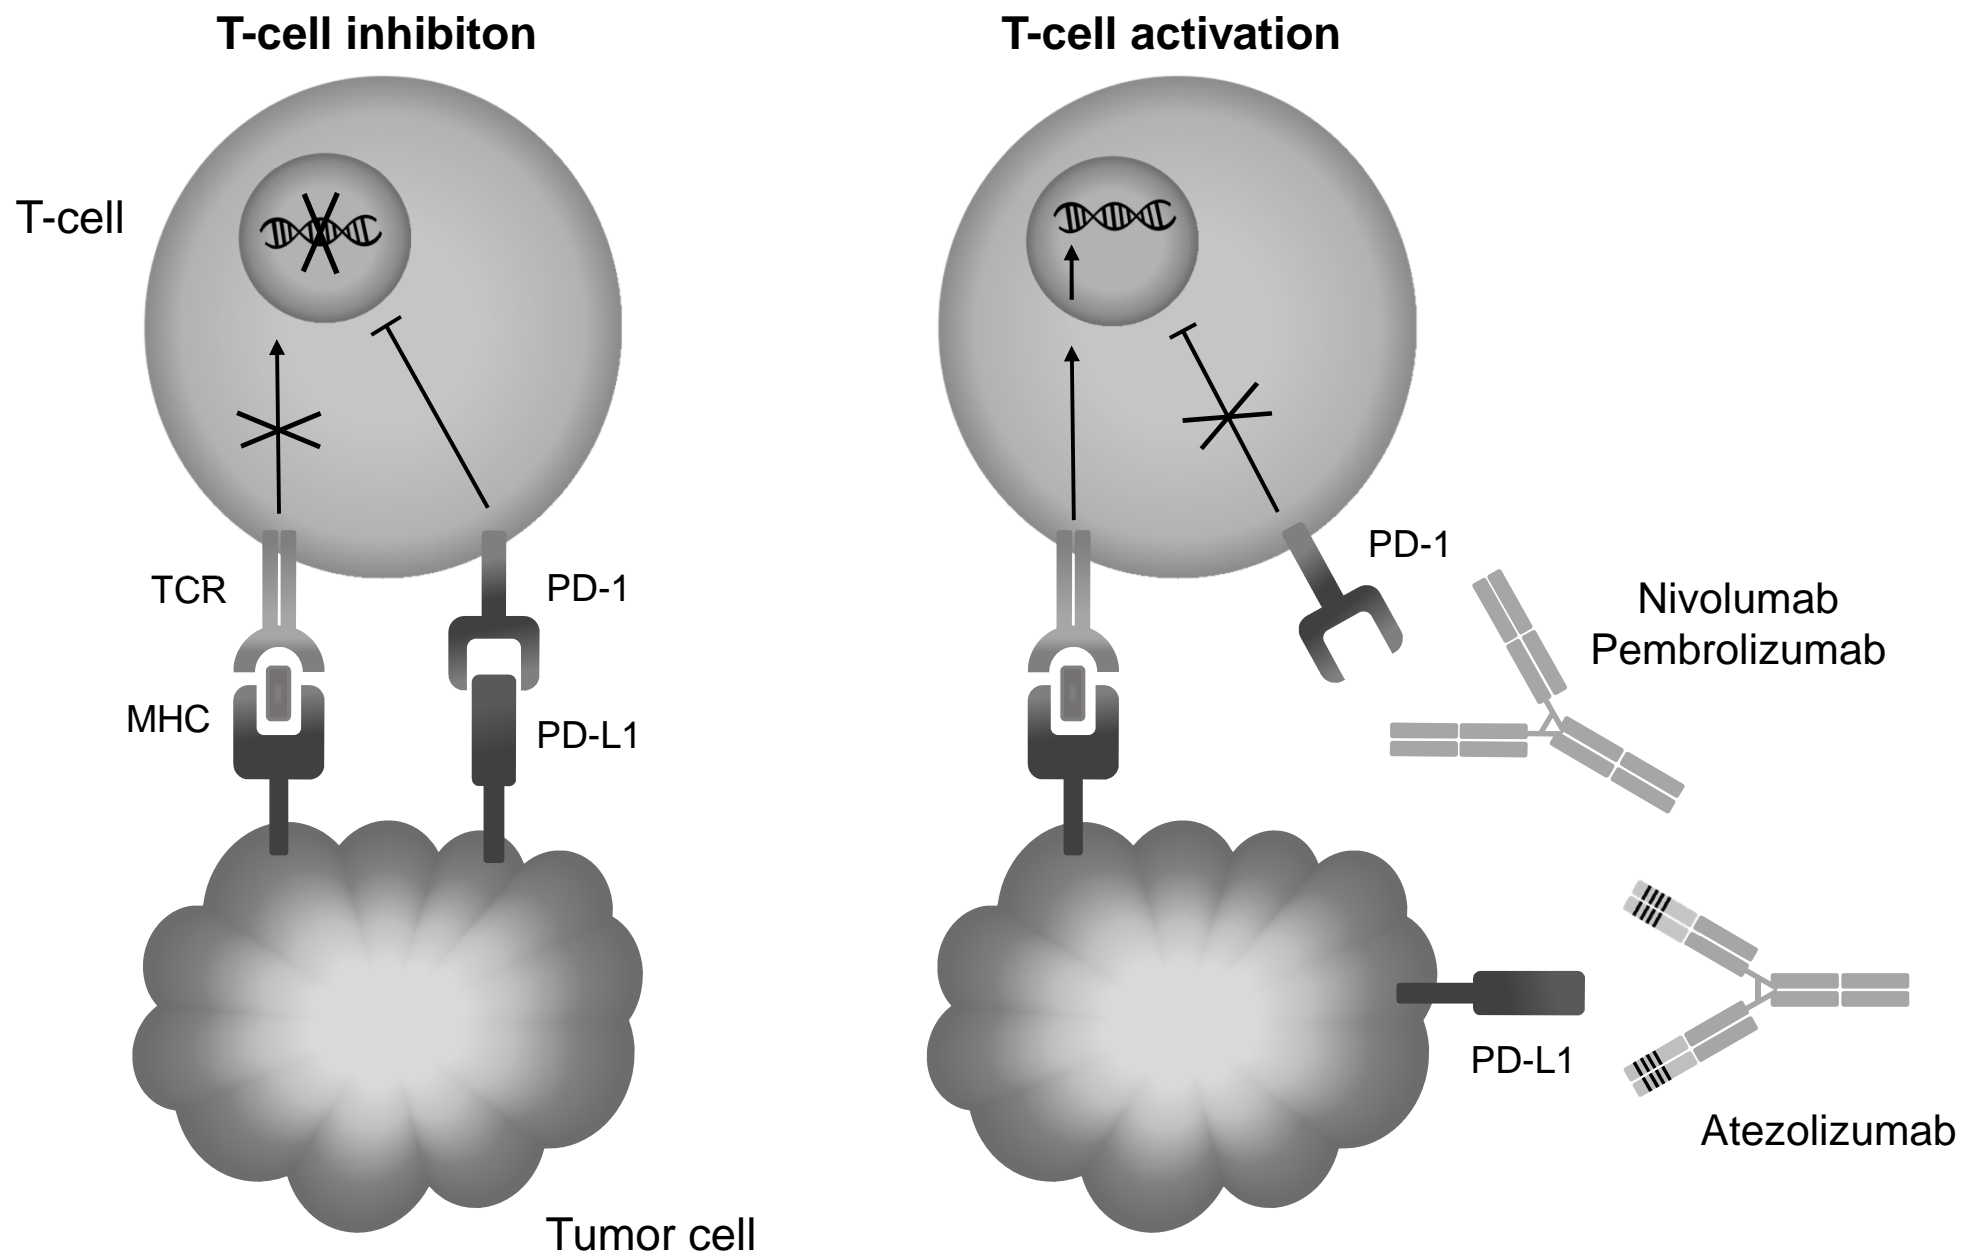 T-cell inhibiton
T-cell activation
T-cell
TCR
PD-1
MHC
PD-L1
Tumor cell
PD-1
Nivolumab
Pembrolizumab
PD-L1
Atezolizumab